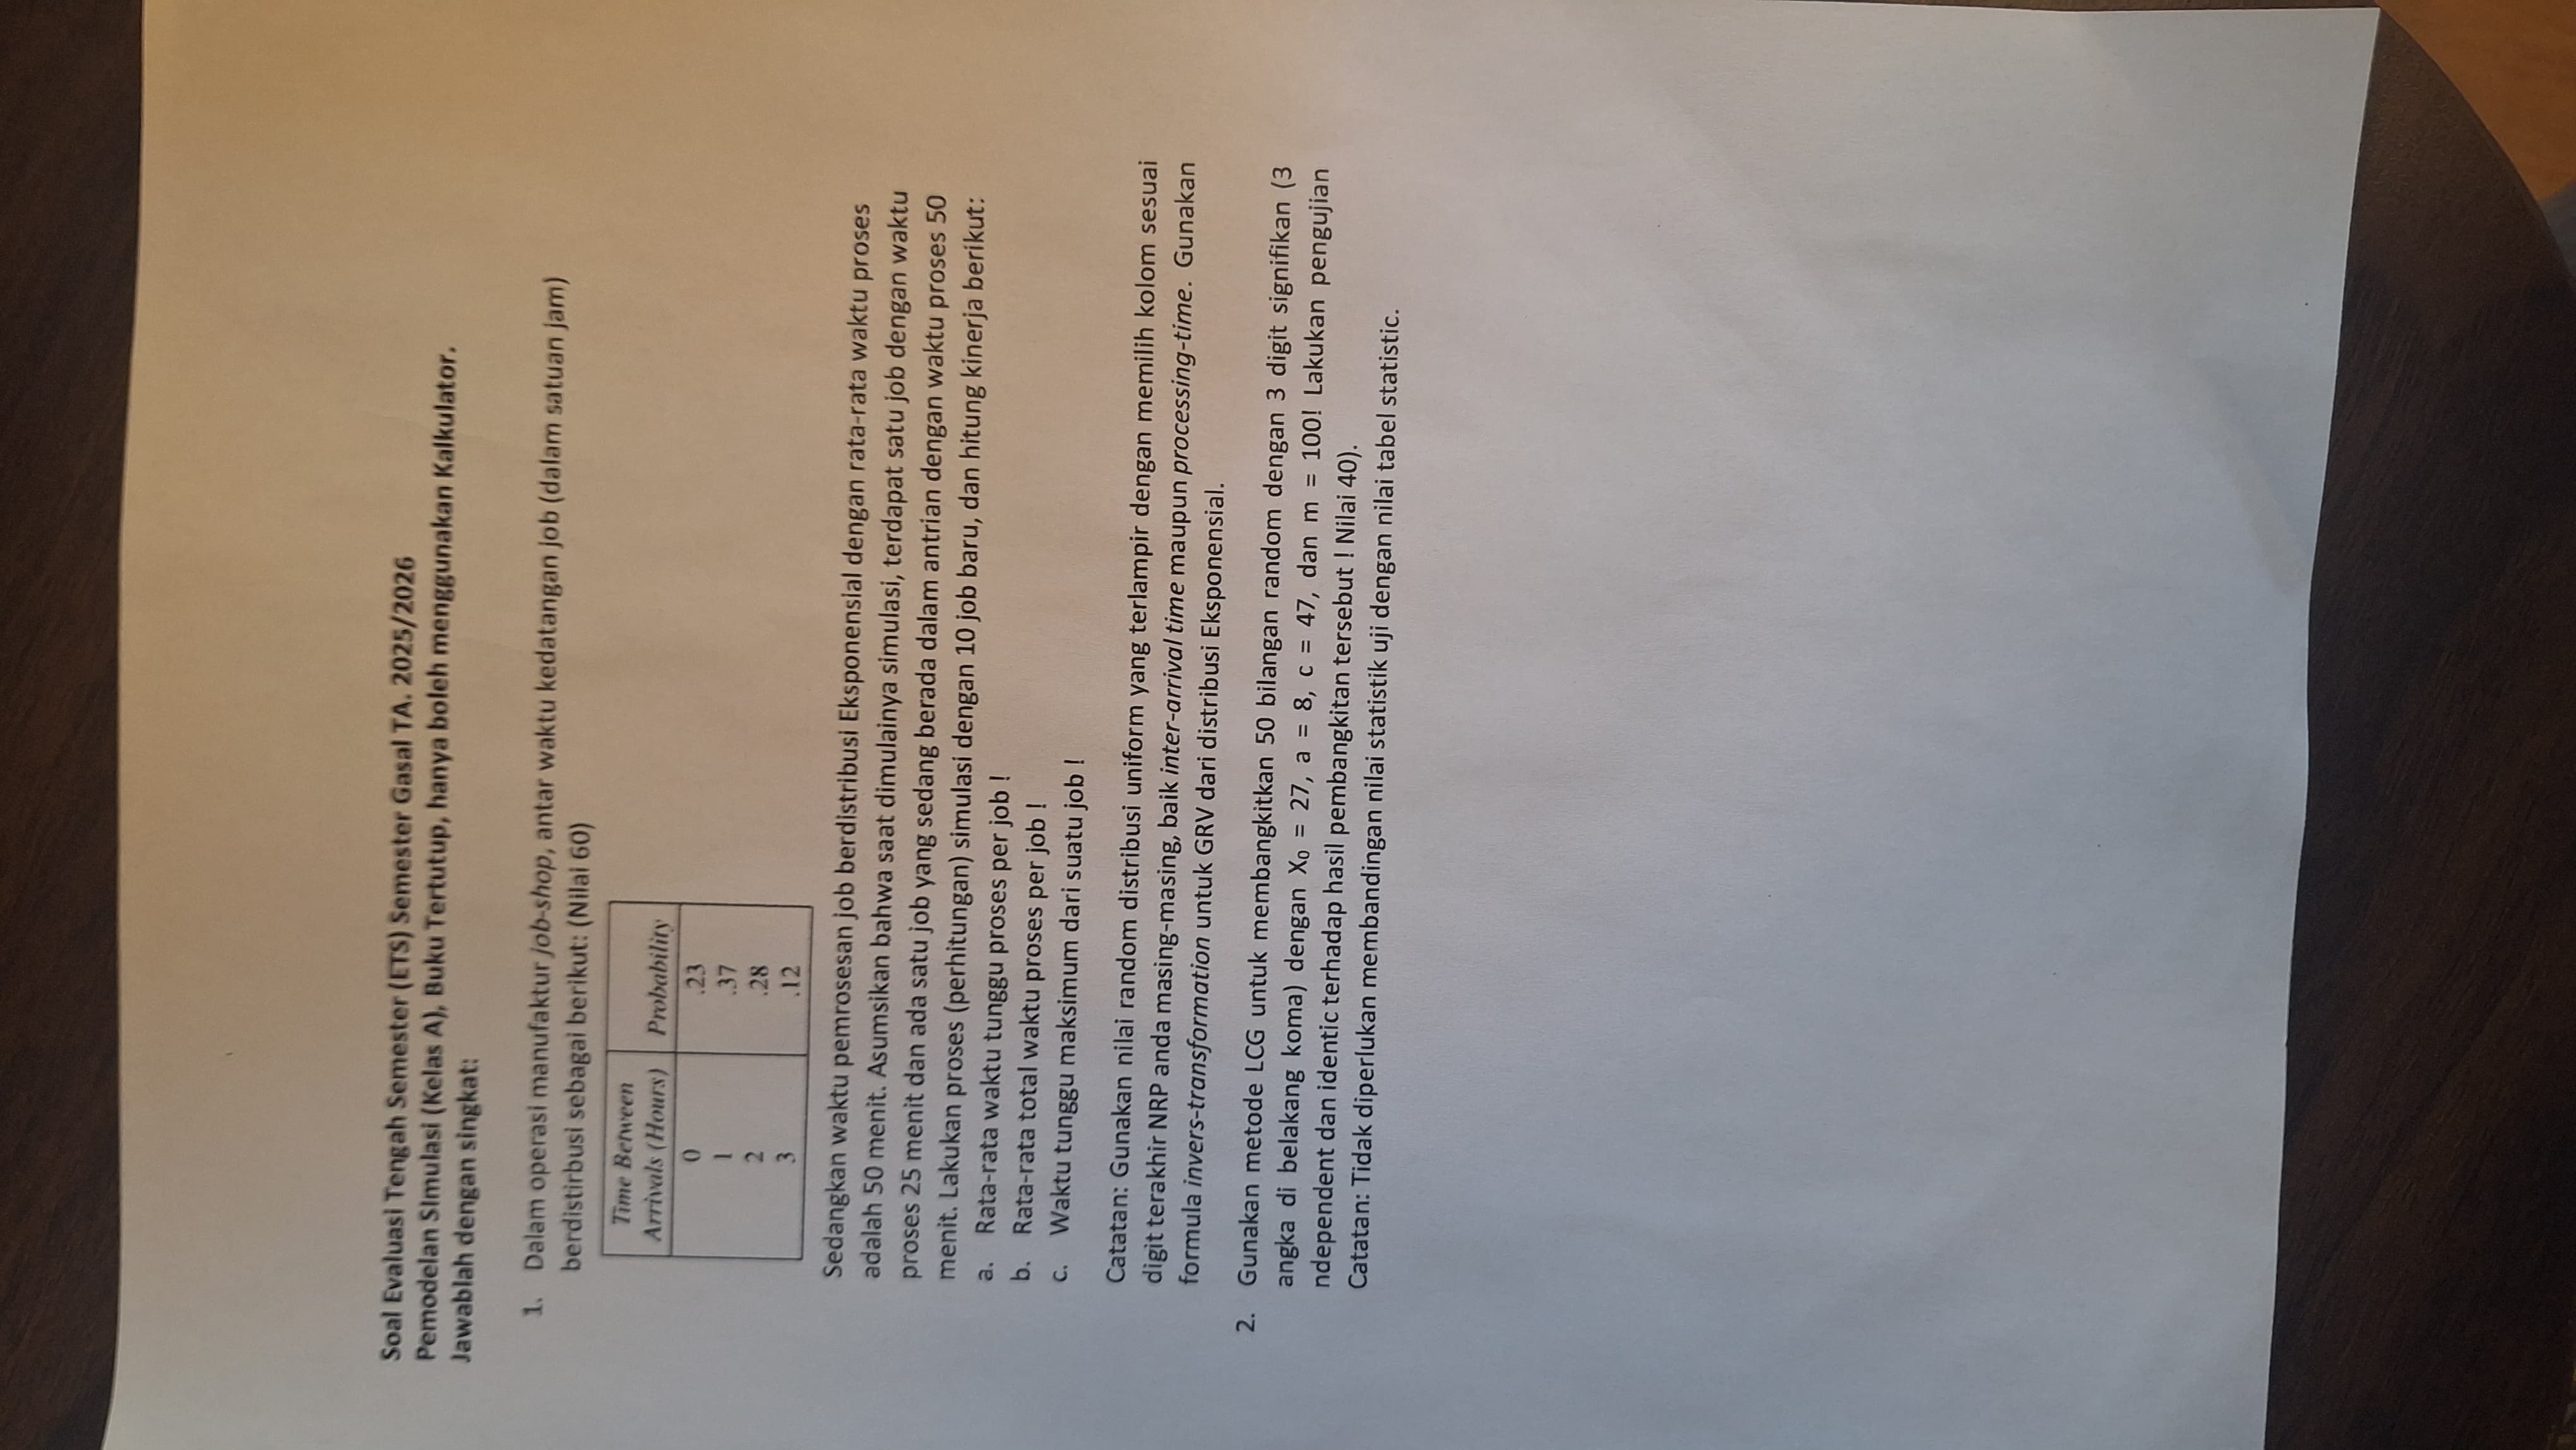 Soal Evaluasi Tengah Semester (ETS) Semester Gasal TA. 2025/2026
Pemodelan SImulasi (Kelas A), Buku Tertutup, hanya boleh menggunakan Kalkulator.
Jawablah dengan singkat:
1. Dalam operasi manufaktur job-shop, antar waktu kedatangan job (dalam satuan jam)
berdistirbusi sebagai berikut: (Nilai 60)
Time Between
Arrivals (Hours) Probability
0 .23
1 .37
2 .28
3 .12
Sedangkan waktu pemrosesan job berdistribusi Eksponensial dengan rata-rata waktu proses
adalah 50 menit. Asumsikan bahwa saat dimulainya simulasi, terdapat satu job dengan waktu
proses 25 menit dan ada satu job yang sedang berada dalam antrian dengan waktu proses 50
menit. Lakukan proses (perhitungan) simulasi dengan 10 job baru, dan hitung kinerja berikut:
a. Rata-rata waktu tunggu proses per job !
b. Rata-rata total waktu proses per job !
c. Waktu tunggu maksimum dari suatu job !
Catatan: Gunakan nilai random distribusi uniform yang terlampir dengan memilih kolom sesuai
digit terakhir NRP anda masing-masing, baik inter-arrival time maupun processing-time. Gunakan
formula invers-transformation untuk GRV dari distribusi Eksponensial.
2. Gunakan metode LCG untuk membangkitkan 50 bilangan random dengan 3 digit signifikan (3
angka di belakang koma) dengan X₀ = 27, a = 8, c = 47, dan m = 100! Lakukan pengujian
ndependent dan identic terhadap hasil pembangkitan tersebut ! Nilai 40).
Catatan: Tidak diperlukan membandingan nilai statistik uji dengan nilai tabel statistic.